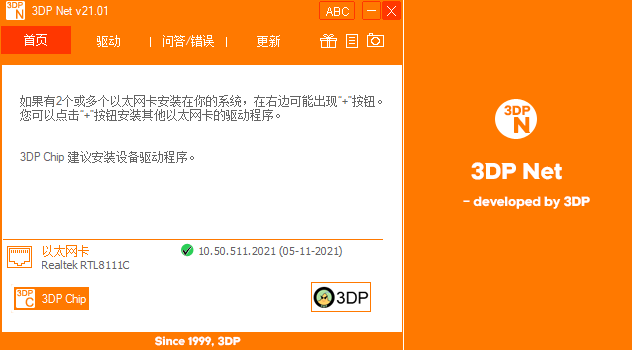 3DP
N
3DP Net v21.01
ABC
首页
驱动
问答/错误
更新
如果有2个或多个以太网卡安装在你的系统，在右边可能出现"+"按钮。
您可以点击"+"按钮安装其他以太网卡的驱动程序。
3DP Chip 建议安装设备驱动程序。
以太网卡
Realtek RTL8111C
10.50.511.2021 (05-11-2021)
3DP
C
3DP Chip
3DP
Since 1999, 3DP
3DP
N
3DP Net
- developed by 3DP